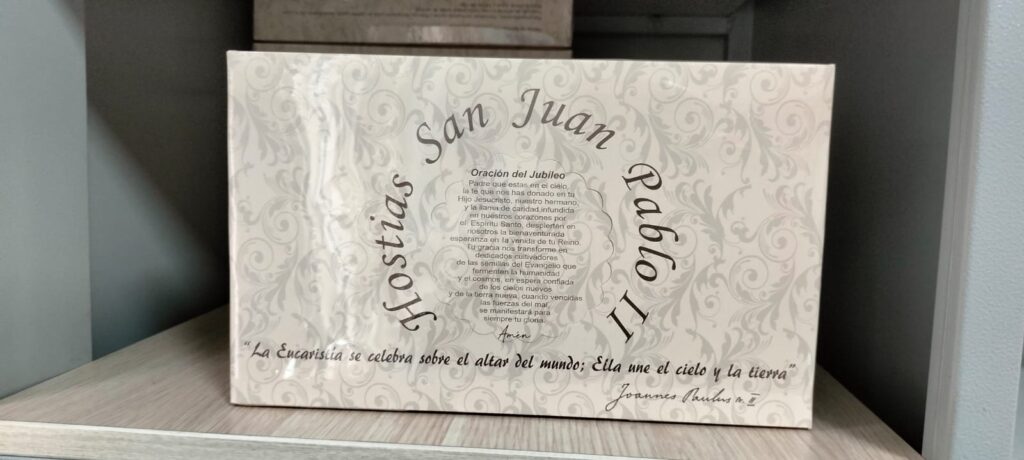 Hostias San Juan Pablo II
Oración del Jubileo
Padre que estas en el cielo,
la fe que nos has donado en tu
Hijo Jesucristo, nuestro hermano,
y la llama de caridad infundida
en nuestros corazones por
el Espíritu Santo, despierten en
nosotros la bienaventurida
esperanza en la venida de tu Reino.
Tu gracia nos transforme en
dedicados cultivadores
de las semillas del Evangelio que
fermenten la humanidad
y el cosmos, en espera confiada
de los cielos nuevos
y de la tierra nueva, cuando vencidas
las fuerzas del mal,
se manifestará para
siempre tu gloria.
Amén
“La Eucaristia se celebra sobre el altar del mundo; Ella une el cielo y la tierra”
Joannes Paulus pp. II